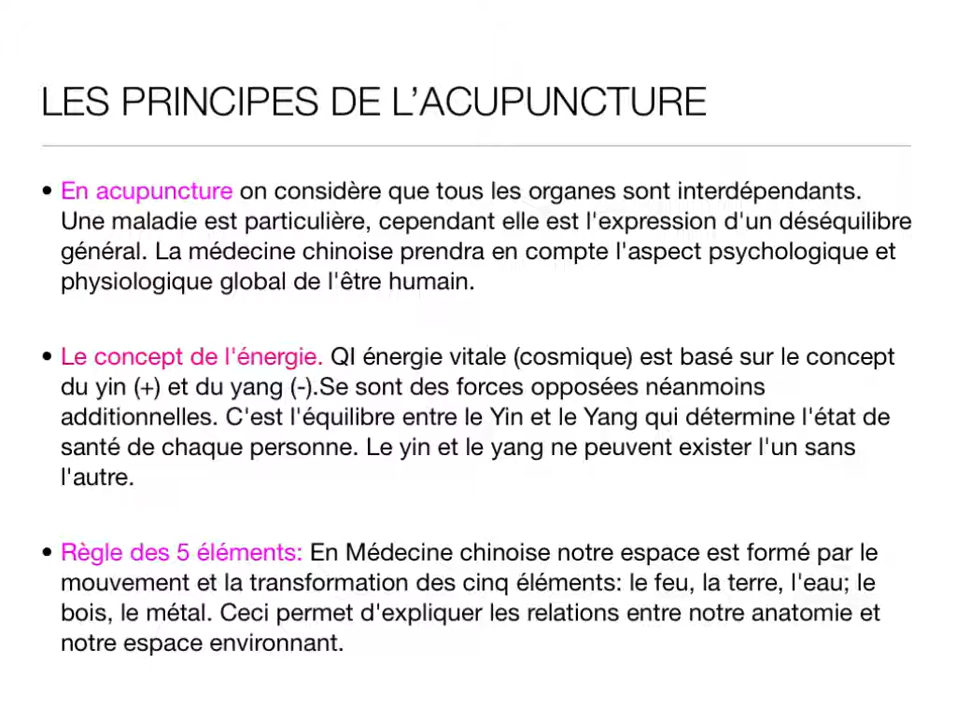 LES PRINCIPES DE L’ACUPUNCTURE
• En acupuncture on considère que tous les organes sont interdépendants.
Une maladie est particulière, cependant elle est l'expression d'un déséquilibre
général. La médecine chinoise prendra en compte l'aspect psychologique et
physiologique global de l'être humain.
• Le concept de l'énergie. QI énergie vitale (cosmique) est basé sur le concept
du yin (+) et du yang (-).Se sont des forces opposées néanmoins
additionnelles. C'est l'équilibre entre le Yin et le Yang qui détermine l'état de
santé de chaque personne. Le yin et le yang ne peuvent exister l'un sans
l'autre.
• Règle des 5 éléments: En Médecine chinoise notre espace est formé par le
mouvement et la transformation des cinq éléments: le feu, la terre, l'eau; le
bois, le métal. Ceci permet d'expliquer les relations entre notre anatomie et
notre espace environnant.